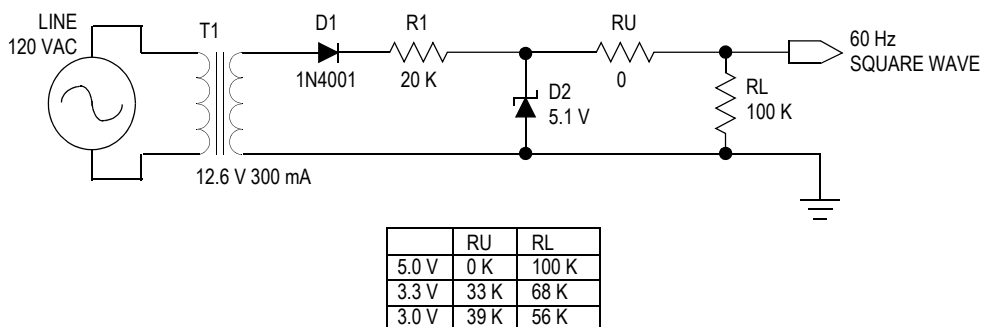 LINE
120 VAC
T1
D1
1N4001
R1
20 K
RU
0
D2
5.1 V
RL
100 K
60 Hz
SQUARE WAVE
12.6 V 300 mA
RU RL
5.0 V 0 K 100 K
3.3 V 33 K 68 K
3.0 V 39 K 56 K